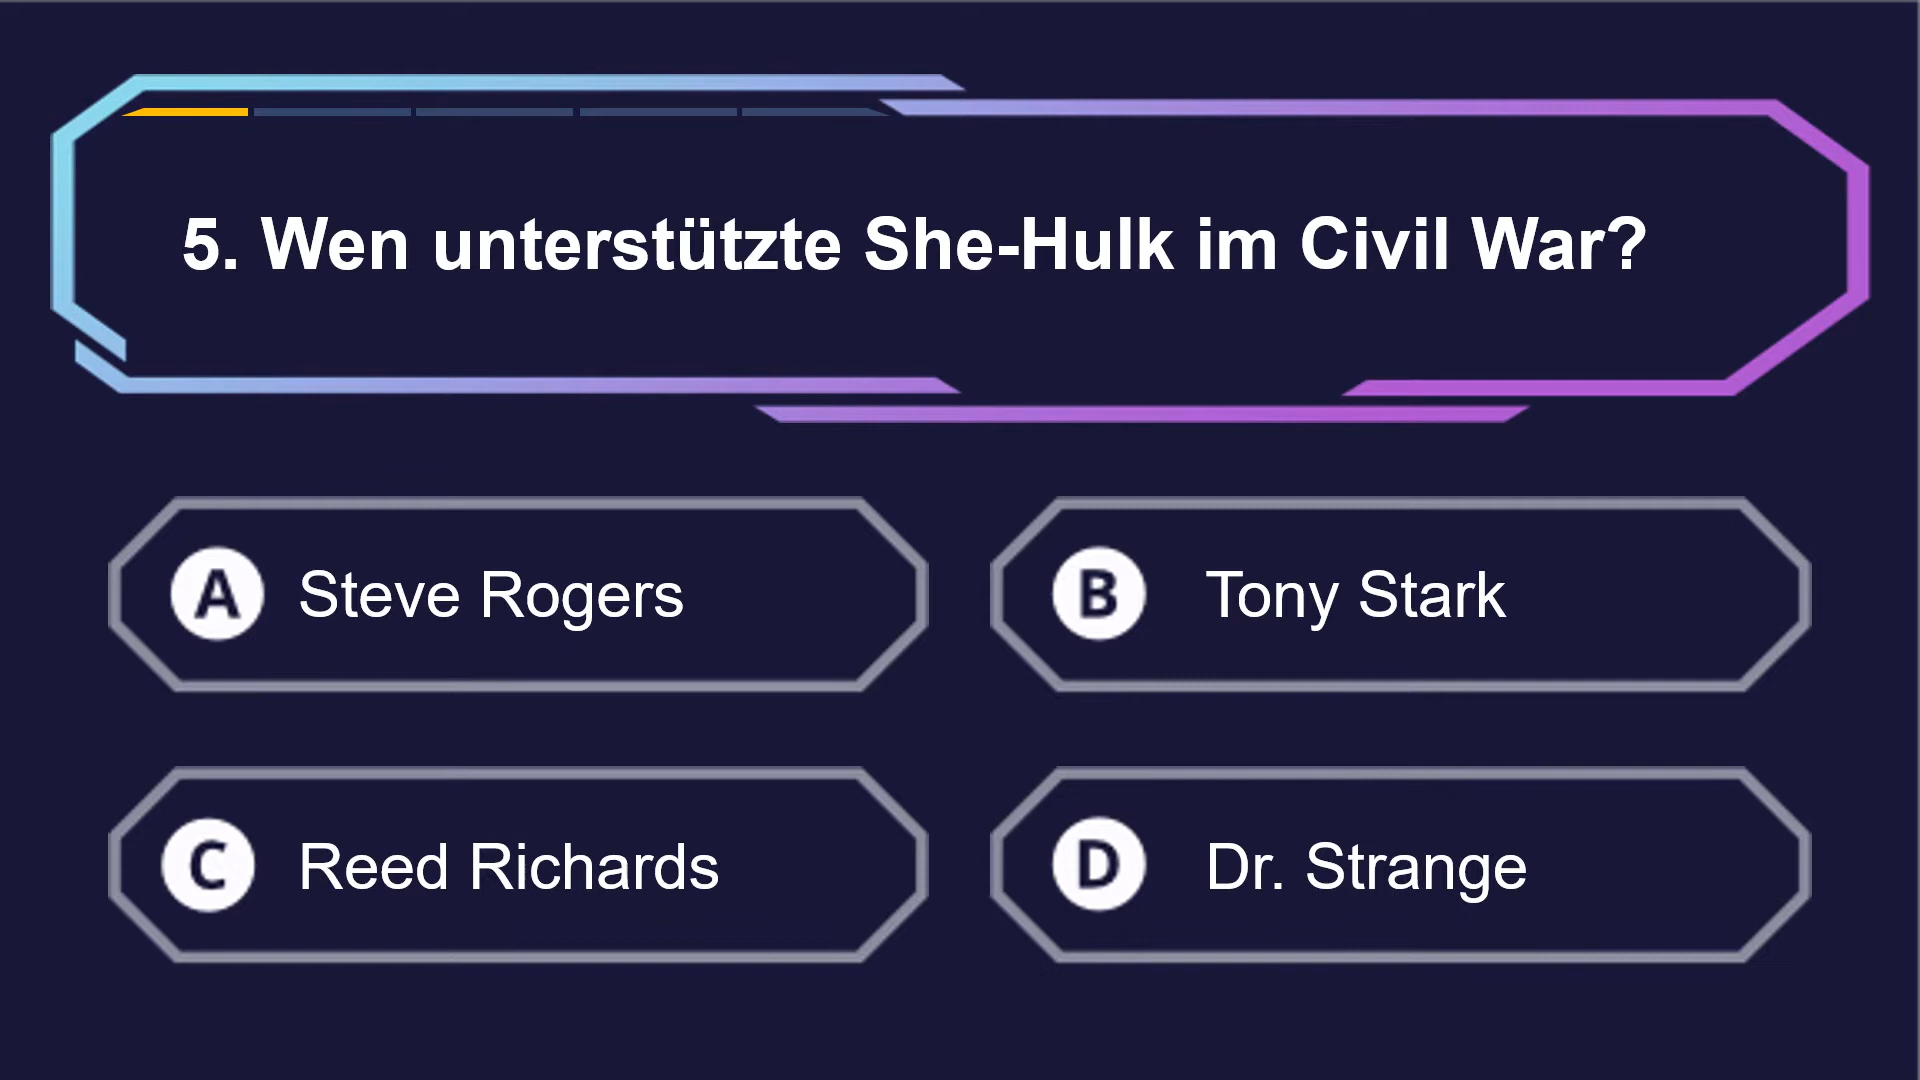 5. Wen unterstützte She-Hulk im Civil War?
A Steve Rogers
B Tony Stark
C Reed Richards
D Dr. Strange